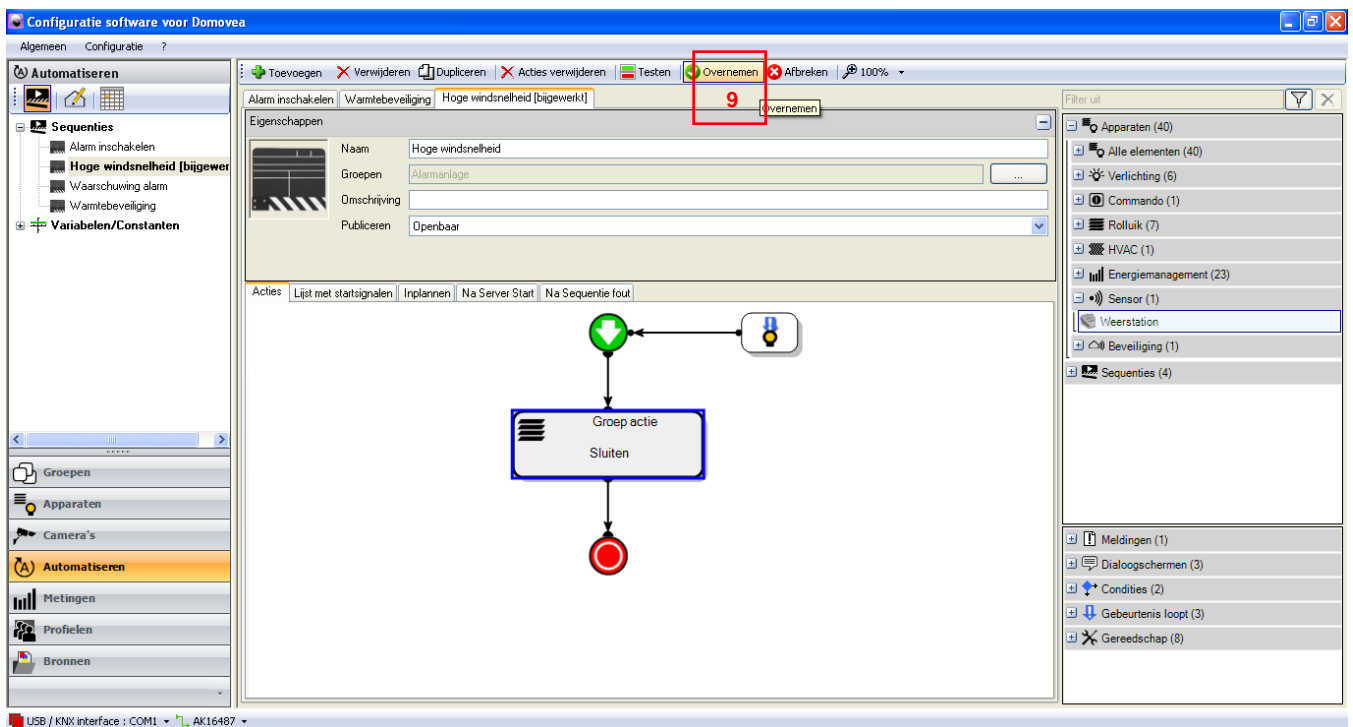 Configuratie software voor Domovea
Algemeen Configuratie ?
Automatiseren
Sequenties
Alarm inschakelen
Hoge windsnelheid [bijgewer
Waarschuwing alarm
Warmtebeveiliging
Variabelen/Constanten
Groepen
Apparaten
Camera's
Automatiseren
Metingen
Profielen
Bronnen
Toevoegen Verwijderen Dupliceren Acties verwijderen Testen Overnemen Afbreken 100%
9
Overnemen
Alarm inschakelen Warmtebeveiliging Hoge windsnelheid [bijgewerkt]
Eigenschappen
Naam Hoge windsnelheid
Groepen Alarmanlage ...
Omschrijving
Publiceren Openbaar
Acties Lijst met startsignalen Inplannen Na Server Start Na Sequentie fout
Groep actie
Sluiten
Filter uit
Apparaten (40)
Alle elementen (40)
Verlichting (6)
Commando (1)
Rolluik (7)
HVAC (1)
Energiemanagement (23)
Sensor (1)
Weerstation
Beveiliging (1)
Sequenties (4)
Meldingen (1)
Dialoogschermen (3)
Condities (2)
Gebeurtenis loopt (3)
Gereedschap (8)
USB / KNX interface : COM1 AK16487